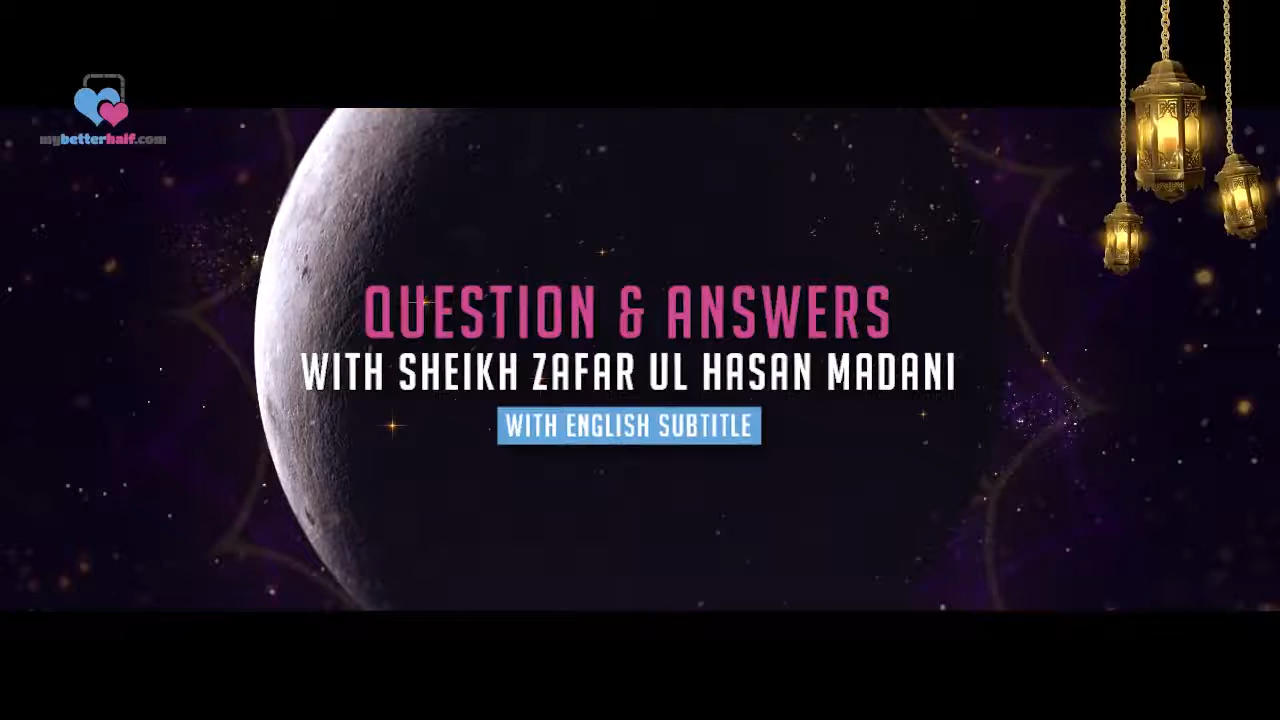 mybetterhalf.com
QUESTION & ANSWERS
WITH SHEIKH ZAFAR UL HASAN MADANI
WITH ENGLISH SUBTITLE